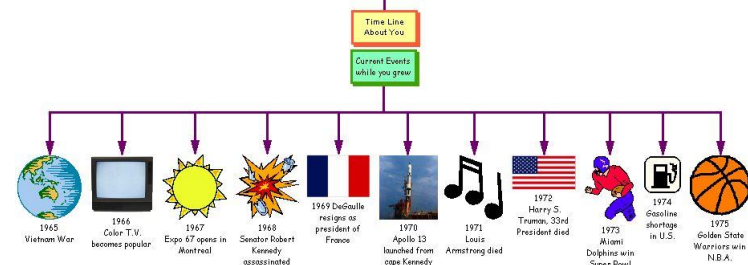 Time Line
About You
Current Events
while you grew
1965
Vietnam War
1966
Color T.V.
becomes popular
1967
Expo 67 opens in
Montreal
1968
Senator Robert
Kennedy
assassinated
1969 DeGaulle
resigns as
president of
France
1970
Apollo 13
launched from
cape Kennedy
1971
Louis
Armstrong died
1972
Harry S.
Truman, 33rd
President died
1973
Miami
Dolphins win
Super Bowl
1974
Gasoline
shortage
in U.S.
1975
Golden State
Warriors win
N.B.A.